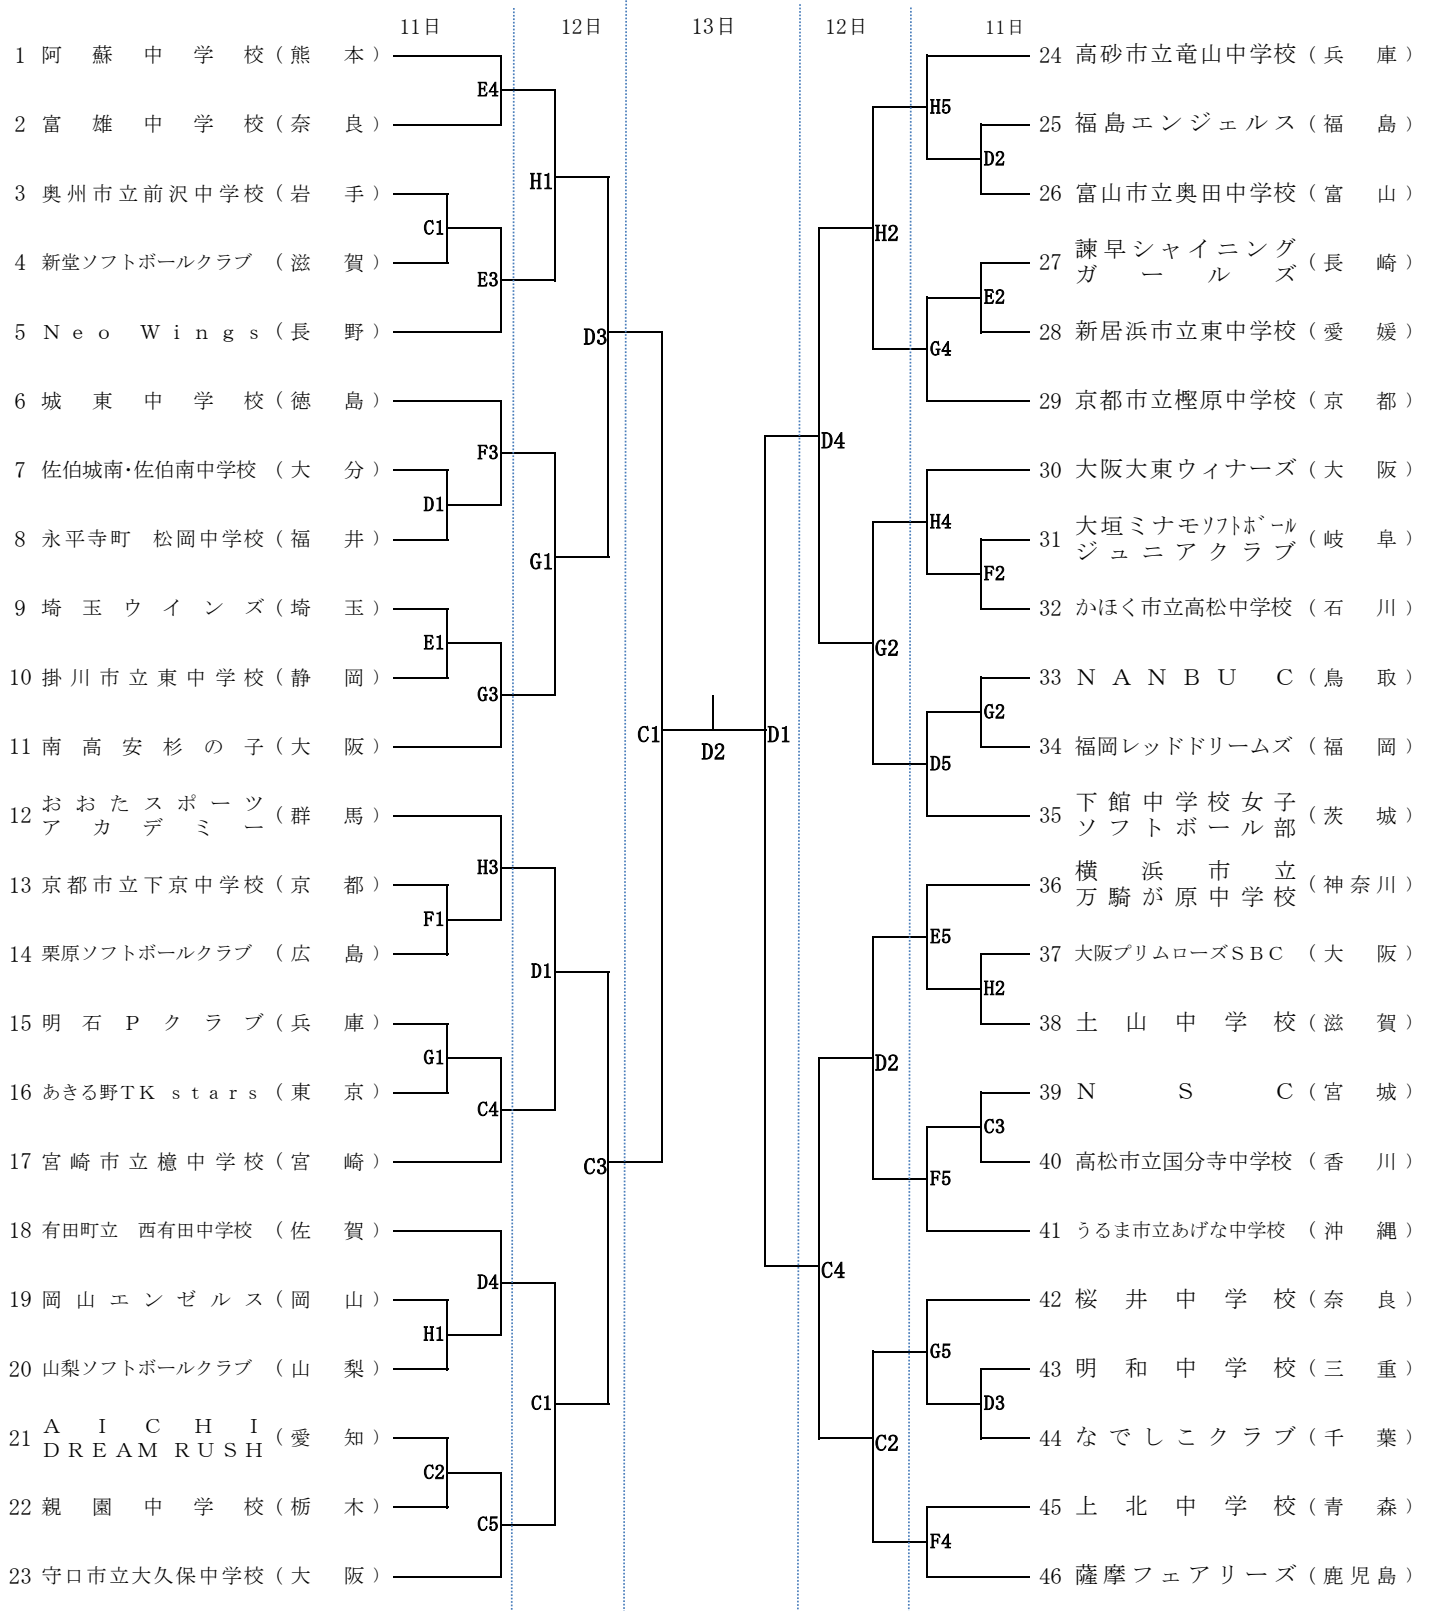 11日 12日 13日 12日 11日
1 阿蘇中学校（熊本）
E4
2 富雄中学校（奈良）
H1
3 奥州市立前沢中学校（岩手）
C1
4 新堂ソフトボールクラブ（滋賀）
E3
5 Neo Wings（長野）
D3
6 城東中学校（徳島）
F3
7 佐伯城南・佐伯南中学校（大分）
D1
8 永平寺町 松岡中学校（福井）
G1
9 埼玉ウインズ（埼玉）
E1
10 掛川市立東中学校（静岡）
G3
11 南高安杉の子（大阪）
C1
12 おおたスポーツ
アカデミー（群馬）
H3
13 京都市立下京中学校（京都）
F1
14 栗原ソフトボールクラブ（広島）
D1
15 明石Pクラブ（兵庫）
G1
16 あきる野TK stars（東京）
C4
17 宮崎市立檍中学校（宮崎）
C3
18 有田町立 西有田中学校（佐賀）
D4
19 岡山エンゼルス（岡山）
H1
20 山梨ソフトボールクラブ（山梨）
C1
21 AICHI
DREAM RUSH（愛知）
C2
22 親園中学校（栃木）
C5
23 守口市立大久保中学校（大阪）
D2
24 高砂市立竜山中学校（兵庫）
H5
25 福島エンジェルス（福島）
D2
26 富山市立奥田中学校（富山）
H2
27 諫早シャイニング
ガールズ（長崎）
E2
28 新居浜市立東中学校（愛媛）
G4
29 京都市立樫原中学校（京都）
D4
30 大阪大東ウィナーズ（大阪）
H4
31 大垣ミナモソフトボール
ジュニアクラブ（岐阜）
F2
32 かほく市立高松中学校（石川）
G2
33 NANBU C（鳥取）
G2
34 福岡レッドドリームズ（福岡）
D1
D5
35 下館中学校女子
ソフトボール部（茨城）
36 横浜市立
万騎が原中学校（神奈川）
E5
37 大阪プリムローズSBC（大阪）
H2
38 土山中学校（滋賀）
D2
39 NSC（宮城）
C3
40 高松市立国分寺中学校（香川）
F5
41 うるま市立あげな中学校（沖縄）
C4
42 桜井中学校（奈良）
G5
43 明和中学校（三重）
D3
44 なでしこクラブ（千葉）
C2
45 上北中学校（青森）
F4
46 薩摩フェアリーズ（鹿児島）